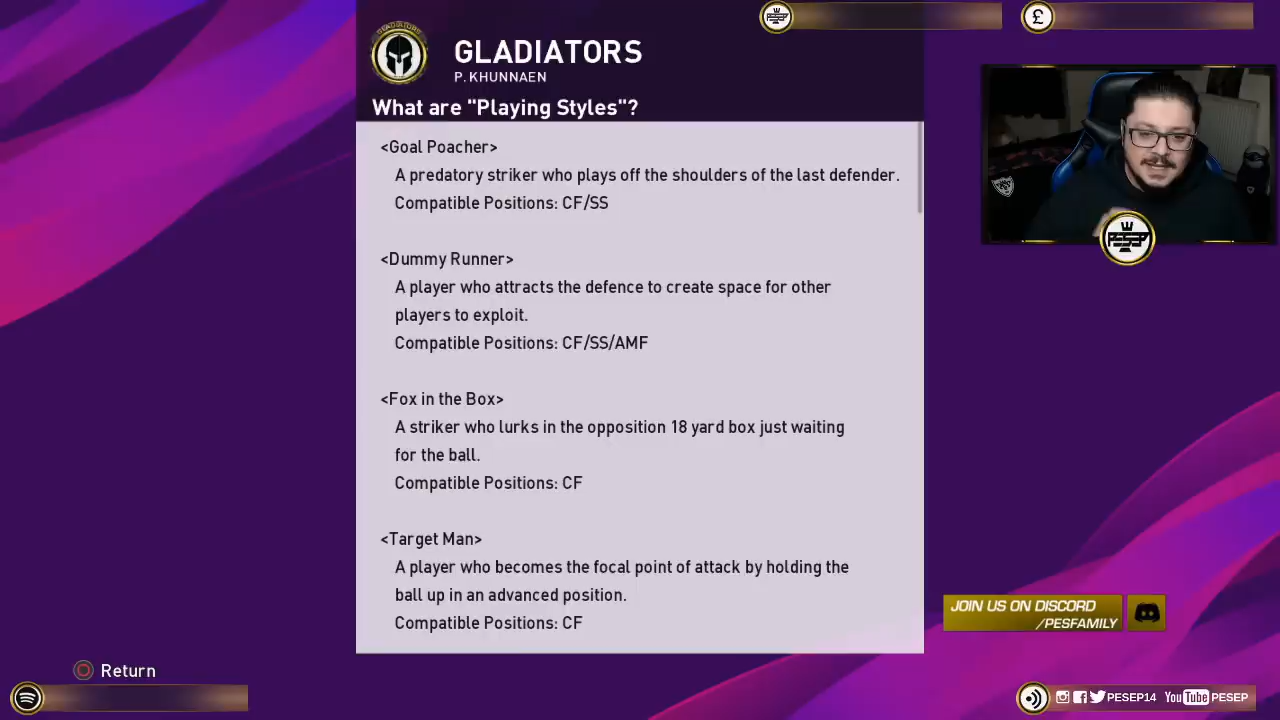 GLADIATORS
P. KHUNNAEN
What are "Playing Styles"?
<Goal Poacher>
A predatory striker who plays off the shoulders of the last defender.
Compatible Positions: CF/SS
<Dummy Runner>
A player who attracts the defence to create space for other
players to exploit.
Compatible Positions: CF/SS/AMF
<Fox in the Box>
A striker who lurks in the opposition 18 yard box just waiting
for the ball.
Compatible Positions: CF
<Target Man>
A player who becomes the focal point of attack by holding the
ball up in an advanced position.
Compatible Positions: CF
£
PESEP
JOIN US ON DISCORD
/PESFAMILY
Return
PESEP14 YouTube PESEP